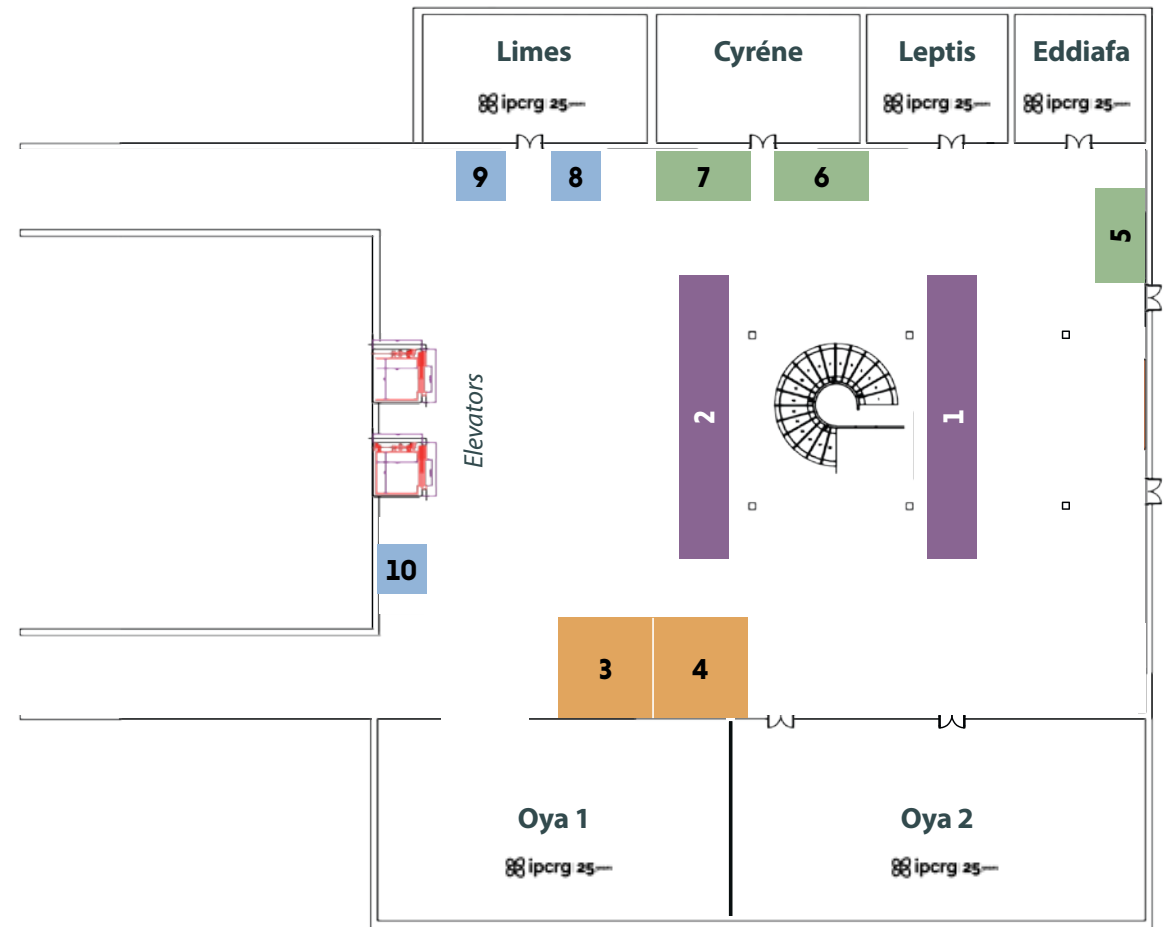 Limes
Cyréne
Leptis
Eddiafa
ipcrg 25
ipcrg 25
ipcrg 25
9
8
7
6
5
2
1
Elevators
10
3
4
Oya 1
Oya 2
ipcrg 25
ipcrg 25